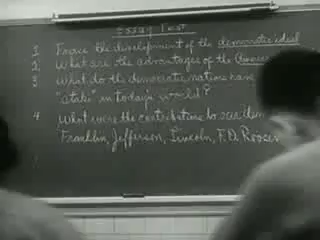 Essay Test
1 Trace the development of the democratic ideal
2 What are the advantages of the
3 What do the democratic nations have
"stake" in today's world?
4 What were the contributions to
Franklin, Jefferson, Lincoln, F.D.